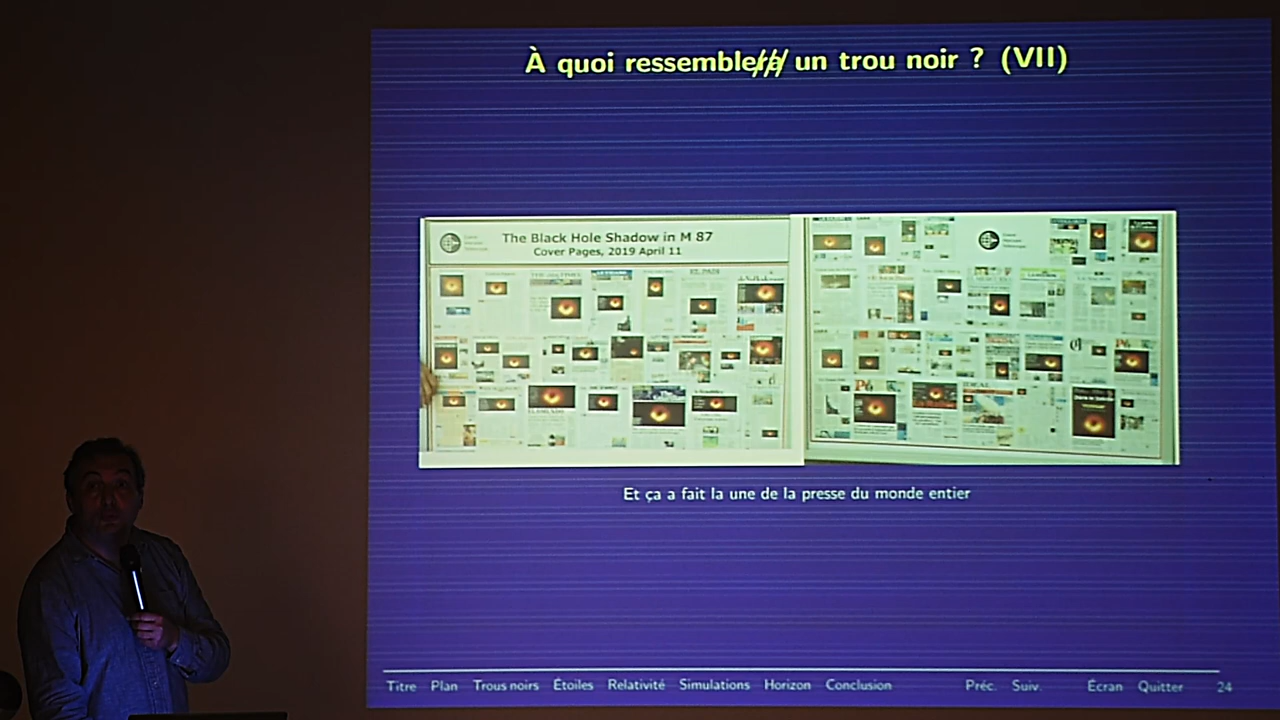 À quoi ressemblera un trou noir ? (VII)
The Black Hole Shadow in M 87
Cover Pages, 2019 April 11
Et ça a fait la une de la presse du monde entier
Titre Plan Trous noirs Étoiles Relativité Simulations Horizon Conclusion Préc. Suiv. Écran Quitter 24